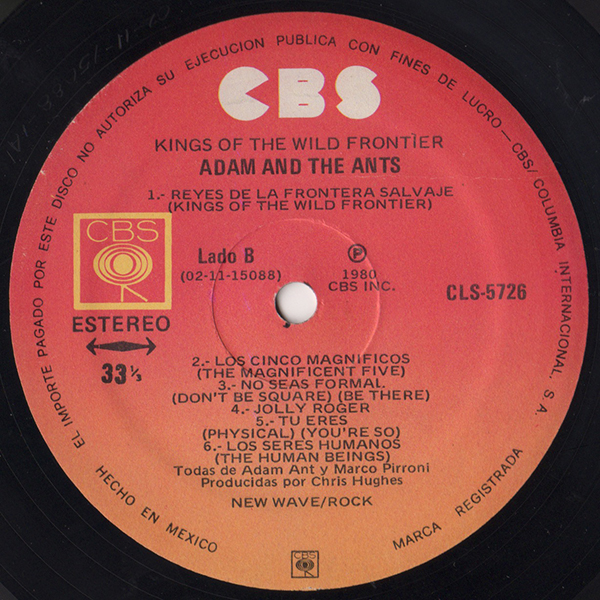 EL IMPORTE PAGADO POR ESTE DISCO NO AUTORIZA SU EJECUCION PUBLICA CON FINES DE LUCRO — CBS/COLUMBIA INTERNACIONAL, S.A.
CBS
KINGS OF THE WILD FRONTIER
ADAM AND THE ANTS
1.- REYES DE LA FRONTERA SALVAJE
(KINGS OF THE WILD FRONTIER)
CBS
Lado B
(02-11-15088)
Ⓟ
1980
CBS INC.
CLS-5726
ESTEREO
33 ⅓
2.- LOS CINCO MAGNIFICOS
(THE MAGNIFICENT FIVE)
3.- NO SEAS FORMAL
(DON'T BE SQUARE) (BE THERE)
4.- JOLLY ROGER
5.- TU ERES
(PHYSICAL) (YOU'RE SO)
6.- LOS SERES HUMANOS
(THE HUMAN BEINGS)
Todas de Adam Ant y Marco Pirroni
Producidas por Chris Hughes
NEW WAVE/ROCK
HECHO EN MEXICO
MARCA REGISTRADA
CBS